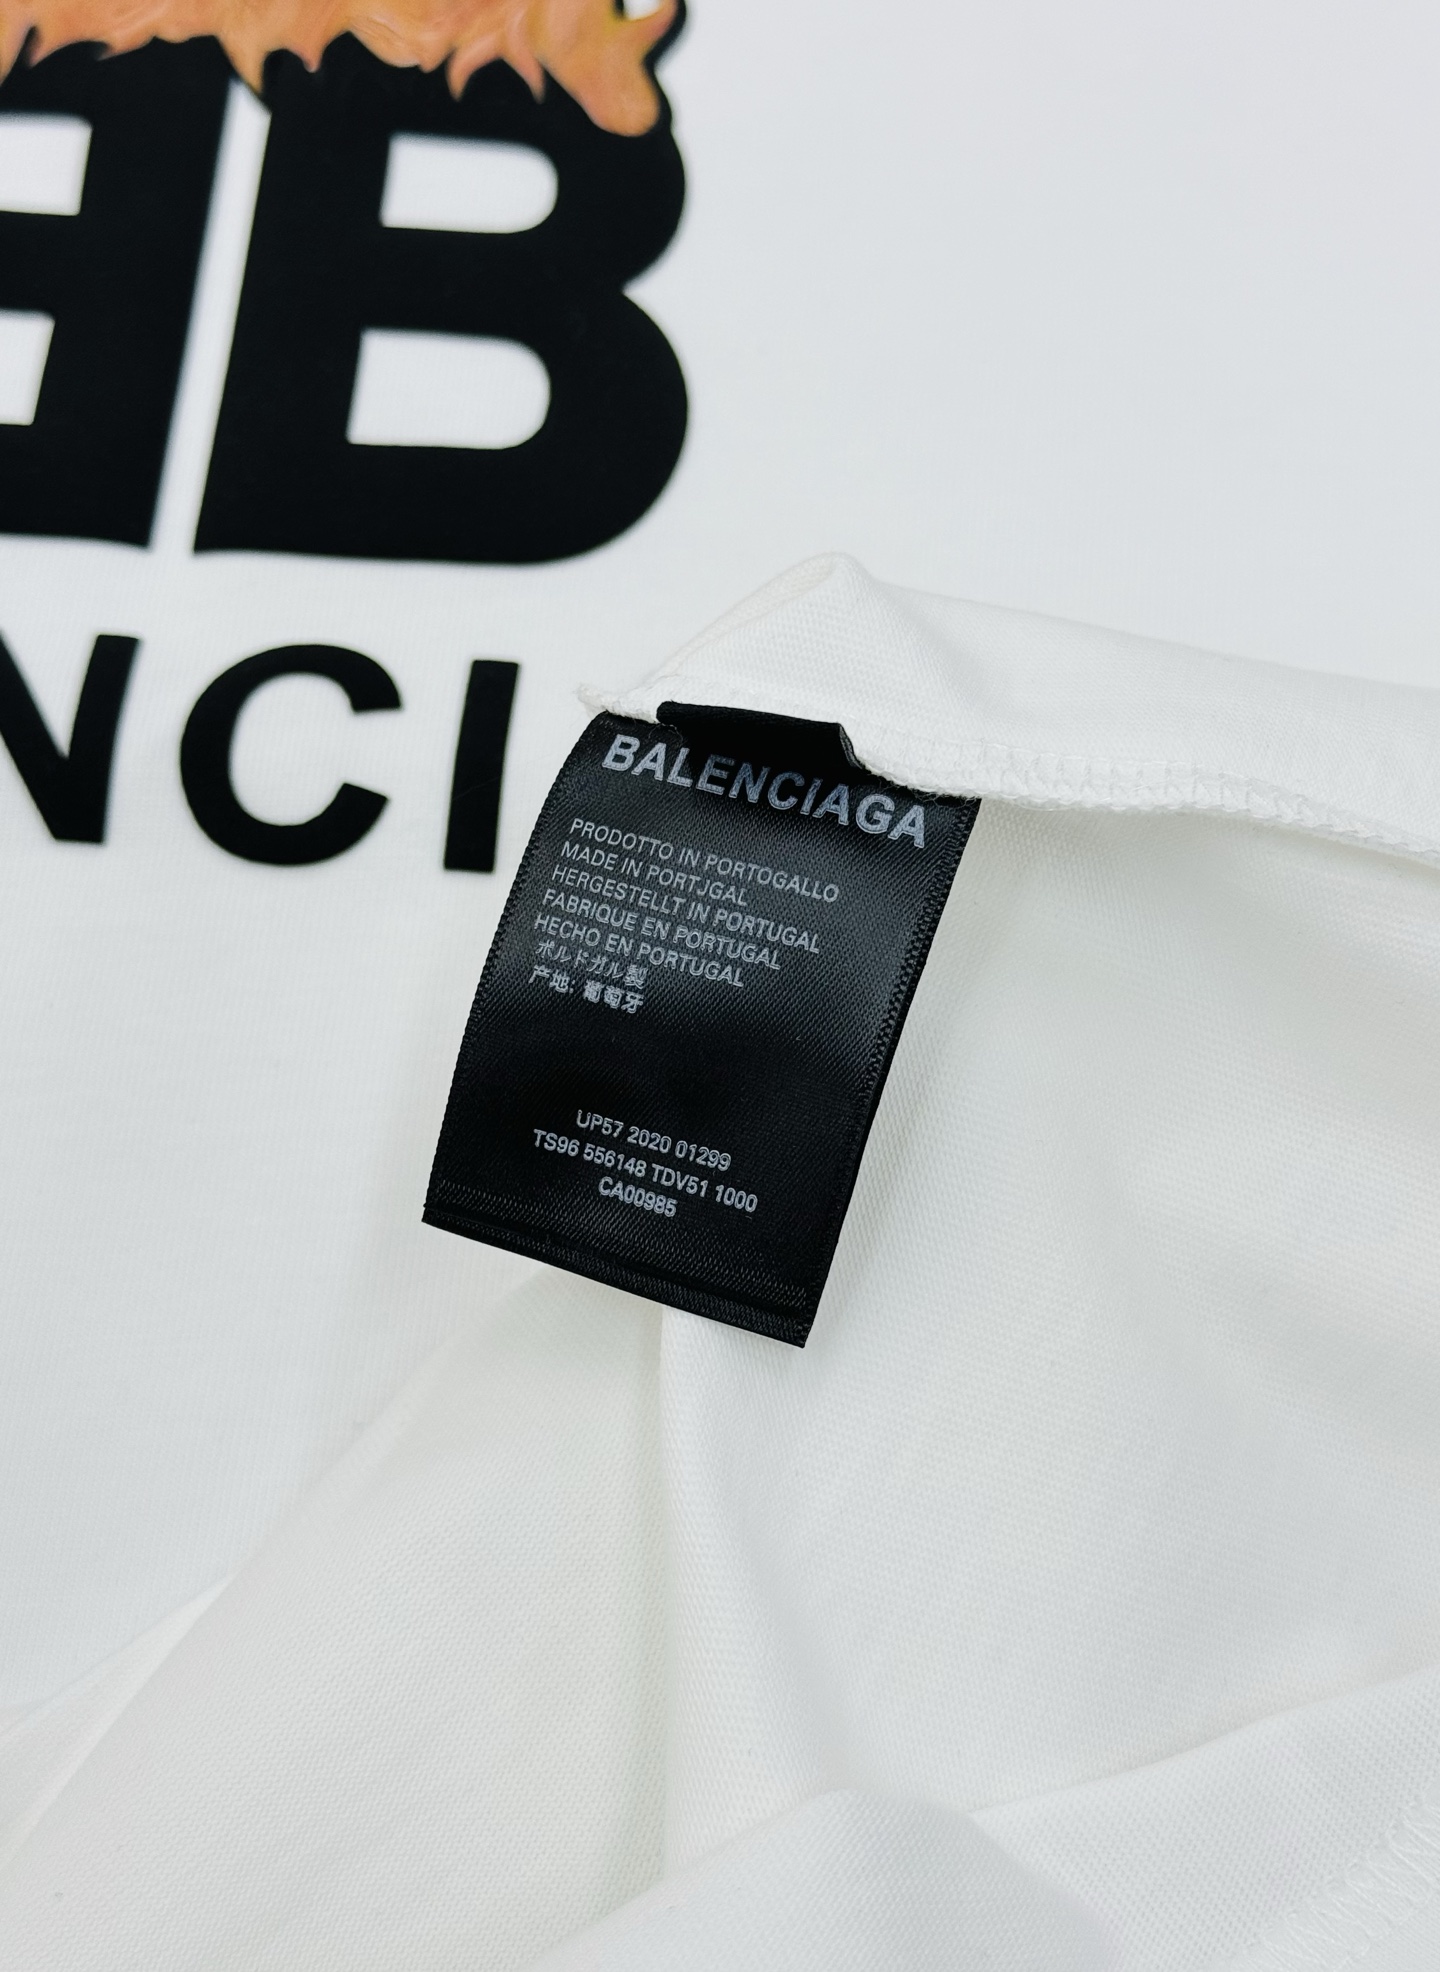 BB
NCI
BALENCIAGA
PRODOTTO IN PORTOGALLO
MADE IN PORTJGAL
HERGESTELLT IN PORTUGAL
FABRIQUE EN PORTUGAL
HECHO EN PORTUGAL
ポルドガル製
产地: 葡萄牙
UP57 2020 01299
TS96 556148 TDV51 1000
CA00985